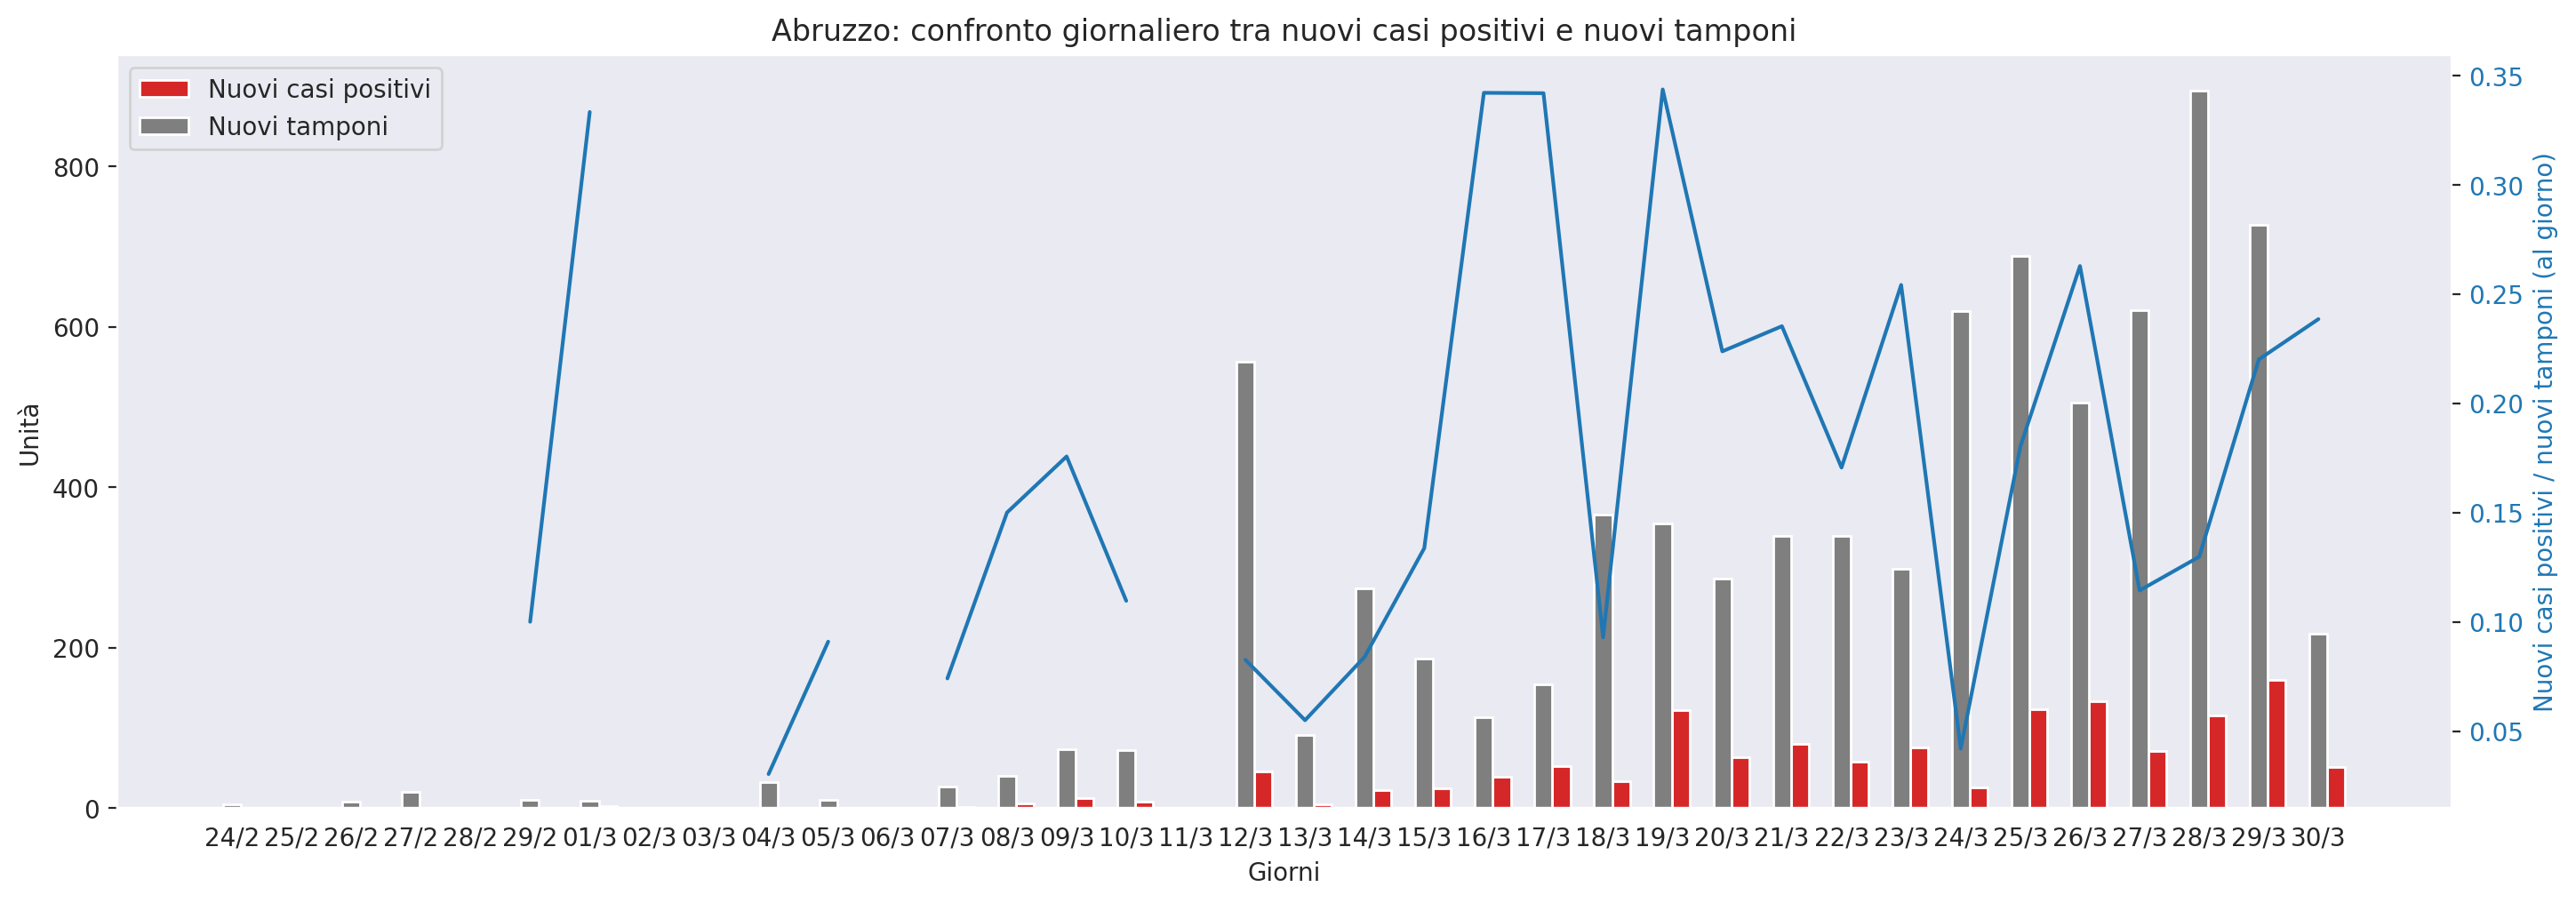 Abruzzo: confronto giornaliero tra nuovi casi positivi e nuovi tamponi
Nuovi casi positivi
Nuovi tamponi
800
600
400
200
0
Unità
0.35
0.30
0.25
0.20
0.15
0.10
0.05
Nuovi casi positivi / nuovi tamponi (al giorno)
24/2 25/2 26/2 27/2 28/2 29/2 01/3 02/3 03/3 04/3 05/3 06/3 07/3 08/3 09/3 10/3 11/3 12/3 13/3 14/3 15/3 16/3 17/3 18/3 19/3 20/3 21/3 22/3 23/3 24/3 25/3 26/3 27/3 28/3 29/3 30/3
Giorni